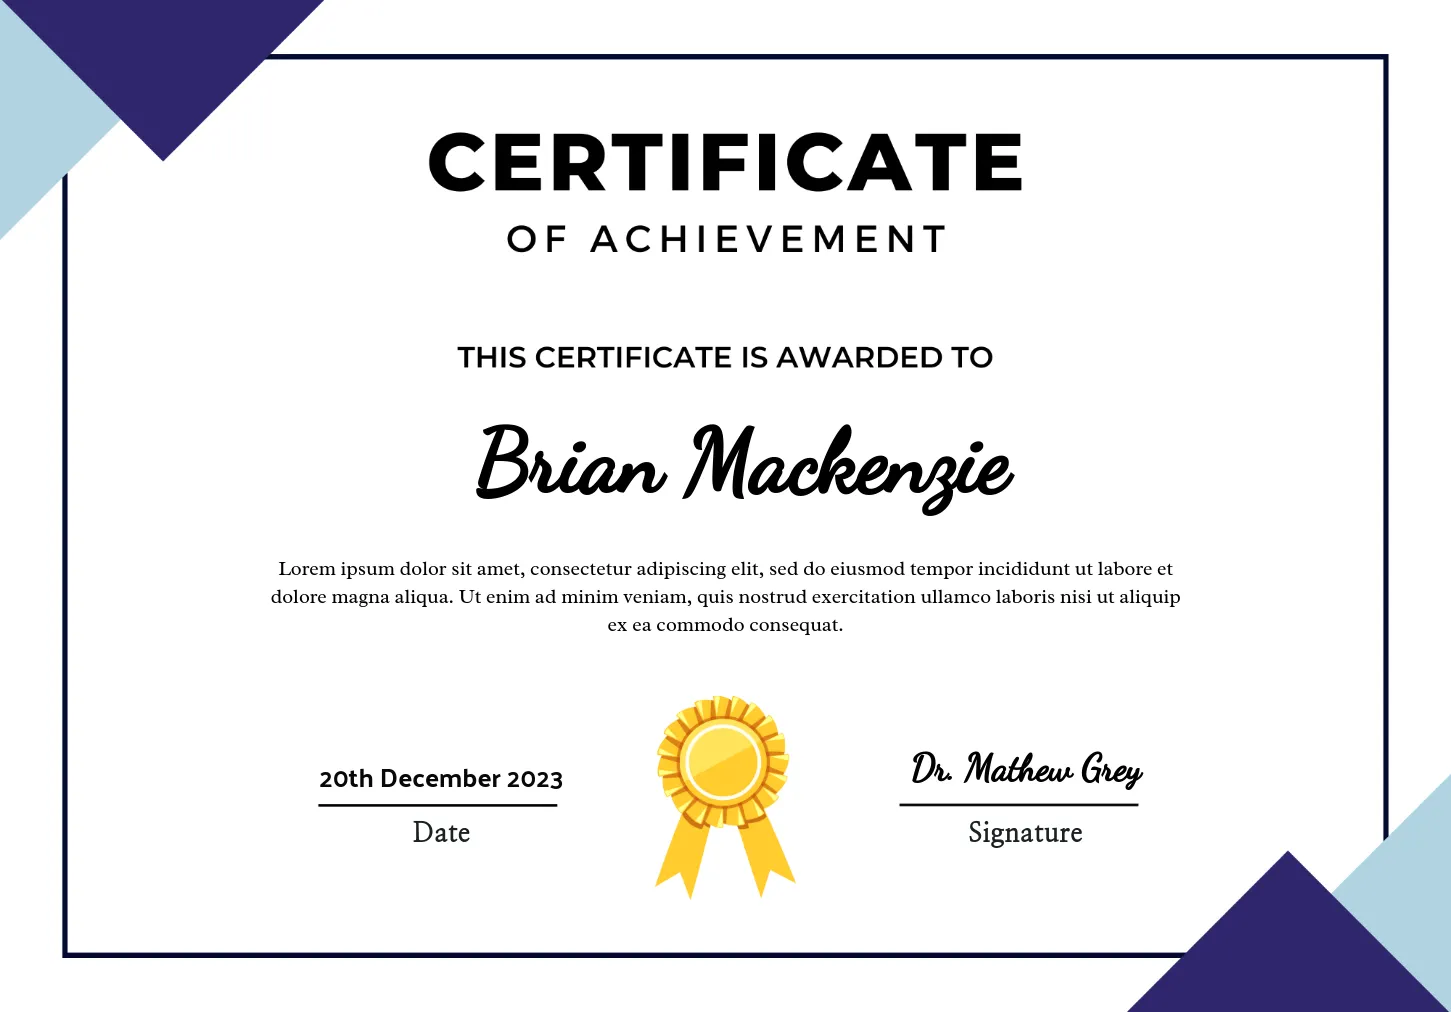 CERTIFICATE
OF ACHIEVEMENT
THIS CERTIFICATE IS AWARDED TO
Brian Mackenzie
Lorem ipsum dolor sit amet, consectetur adipiscing elit, sed do eiusmod tempor incididunt ut labore et
dolore magna aliqua. Ut enim ad minim veniam, quis nostrud exercitation ullamco laboris nisi ut aliquip
ex ea commodo consequat.
20th December 2023
Date
Dr. Mathew Grey
Signature